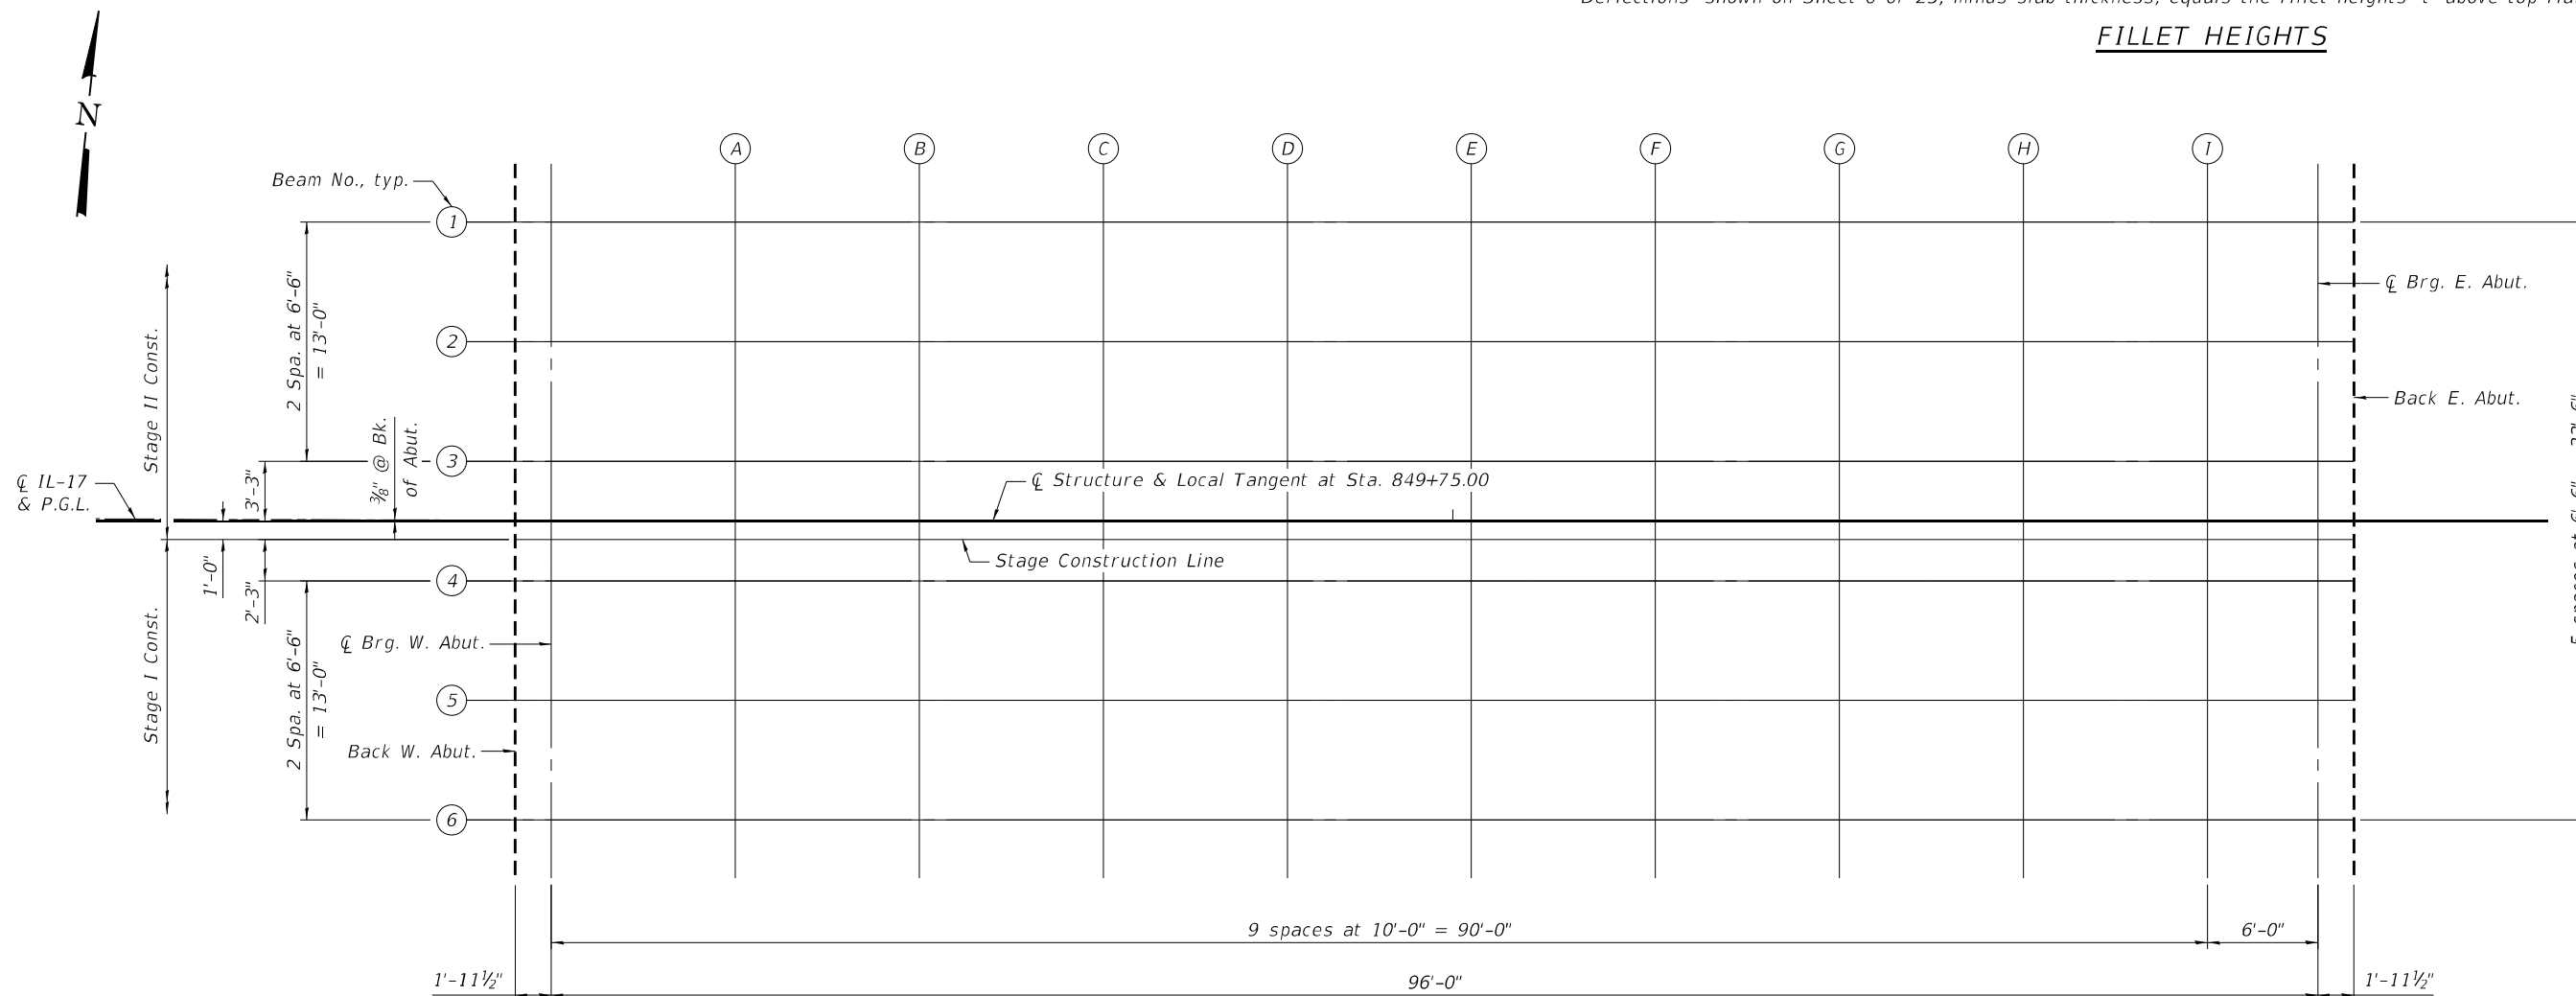 FILLET HEIGHTS
N
A B C D E F G H I
Beam No., typ.
1
2 Spa. at 6'-6"
= 13'-0"
Stage II Const.
℄ Brg. E. Abut.
2
Back E. Abut.
3
3'-3"
⅜" @ Bk.
of Abut.
℄ IL-17
& P.G.L.
℄ Structure & Local Tangent at Sta. 849+75.00
Stage Construction Line
1'-0"
2'-3"
4
Stage I Const.
2 Spa. at 6'-6"
= 13'-0"
℄ Brg. W. Abut.
5
Back W. Abut.
6
9 spaces at 10'-0" = 90'-0"
6'-0"
1'-11½"
96'-0"
1'-11½"